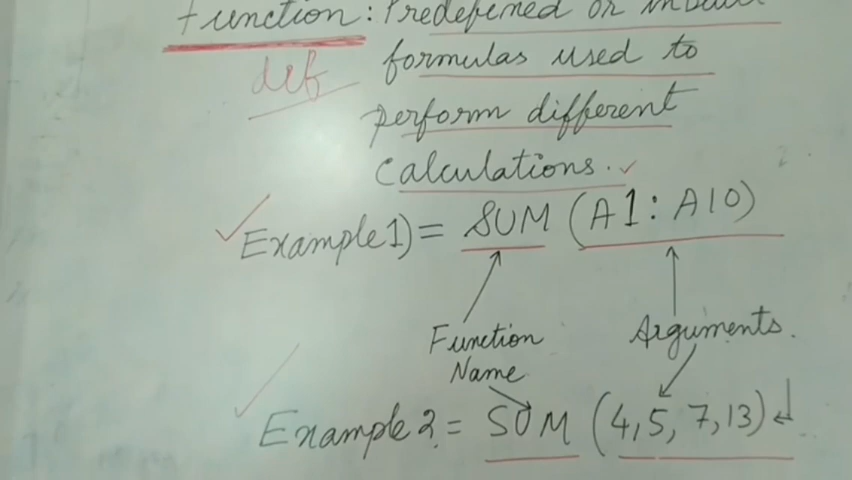 Function: Predefined or inbuilt
def formulas used to
perform different
Calculations.
Example 1) = SUM (A1: A10)
Function Arguments.
Name
Example 2 = SUM (4, 5, 7, 13)